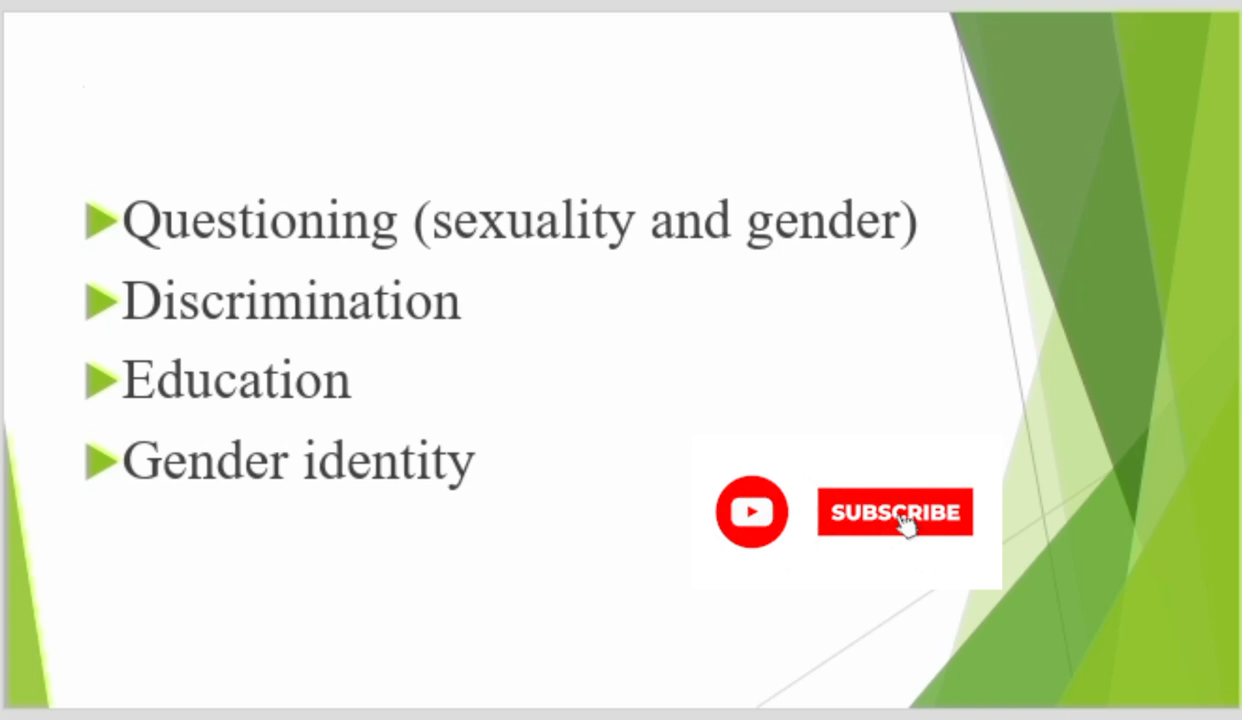 Questioning (sexuality and gender)
Discrimination
Education
Gender identity
SUBSCRIBE